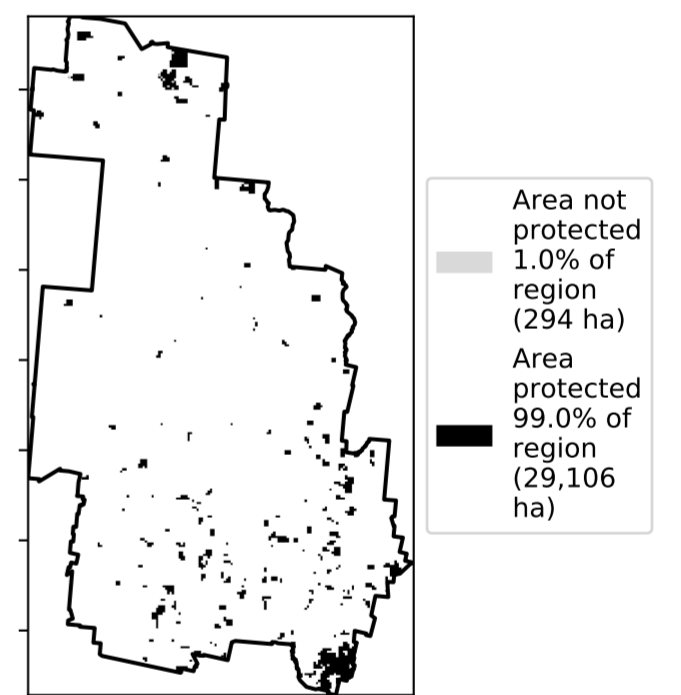 Area not
protected
1.0% of
region
(294 ha)
Area
protected
99.0% of
region
(29,106
ha)